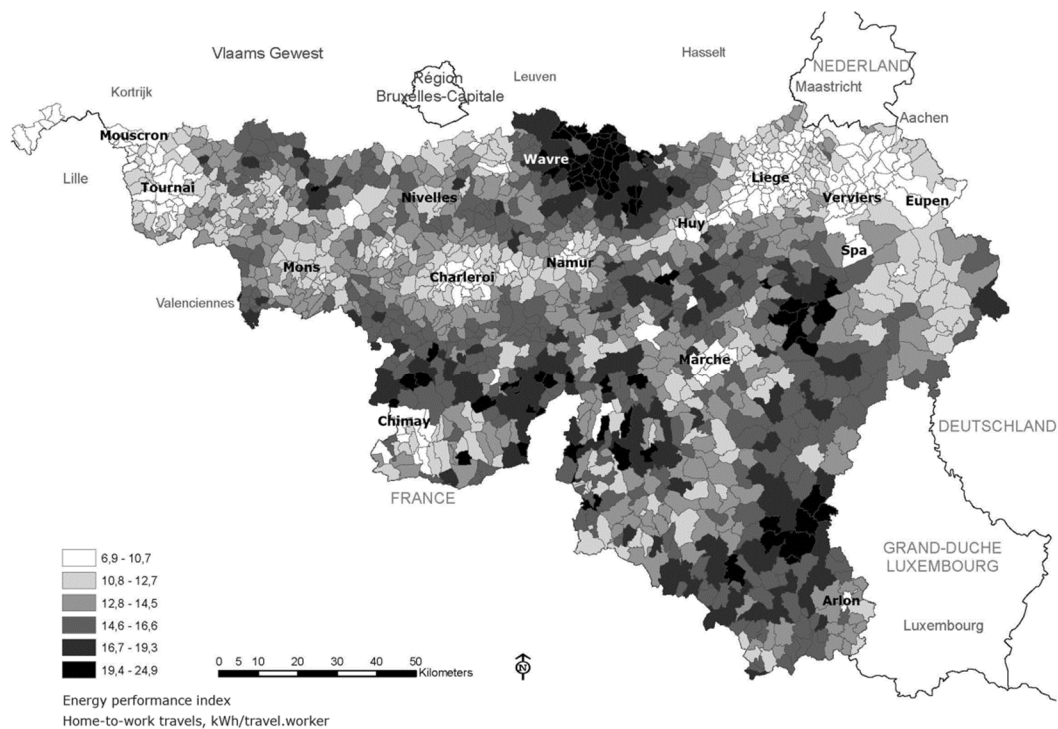 Vlaams Gewest
Hasselt
NEDERLAND
Maastricht
Région
Bruxelles-Capitale
Leuven
Kortrijk
Aachen
Mouscron
Wavre
Lille
Tournai
Liege
Nivelles
Verviers
Eupen
Huy
Spa
Mons
Charleroi
Namur
Valenciennes
Marche
Chimay
DEUTSCHLAND
FRANCE
GRAND-DUCHE
LUXEMBOURG
Arlon
Luxembourg
6,9 - 10,7
10,8 - 12,7
12,8 - 14,5
14,6 - 16,6
16,7 - 19,3
19,4 - 24,9
0 5 10 20 30 40 50
Kilometers
N
Energy performance index
Home-to-work travels, kWh/travel.worker